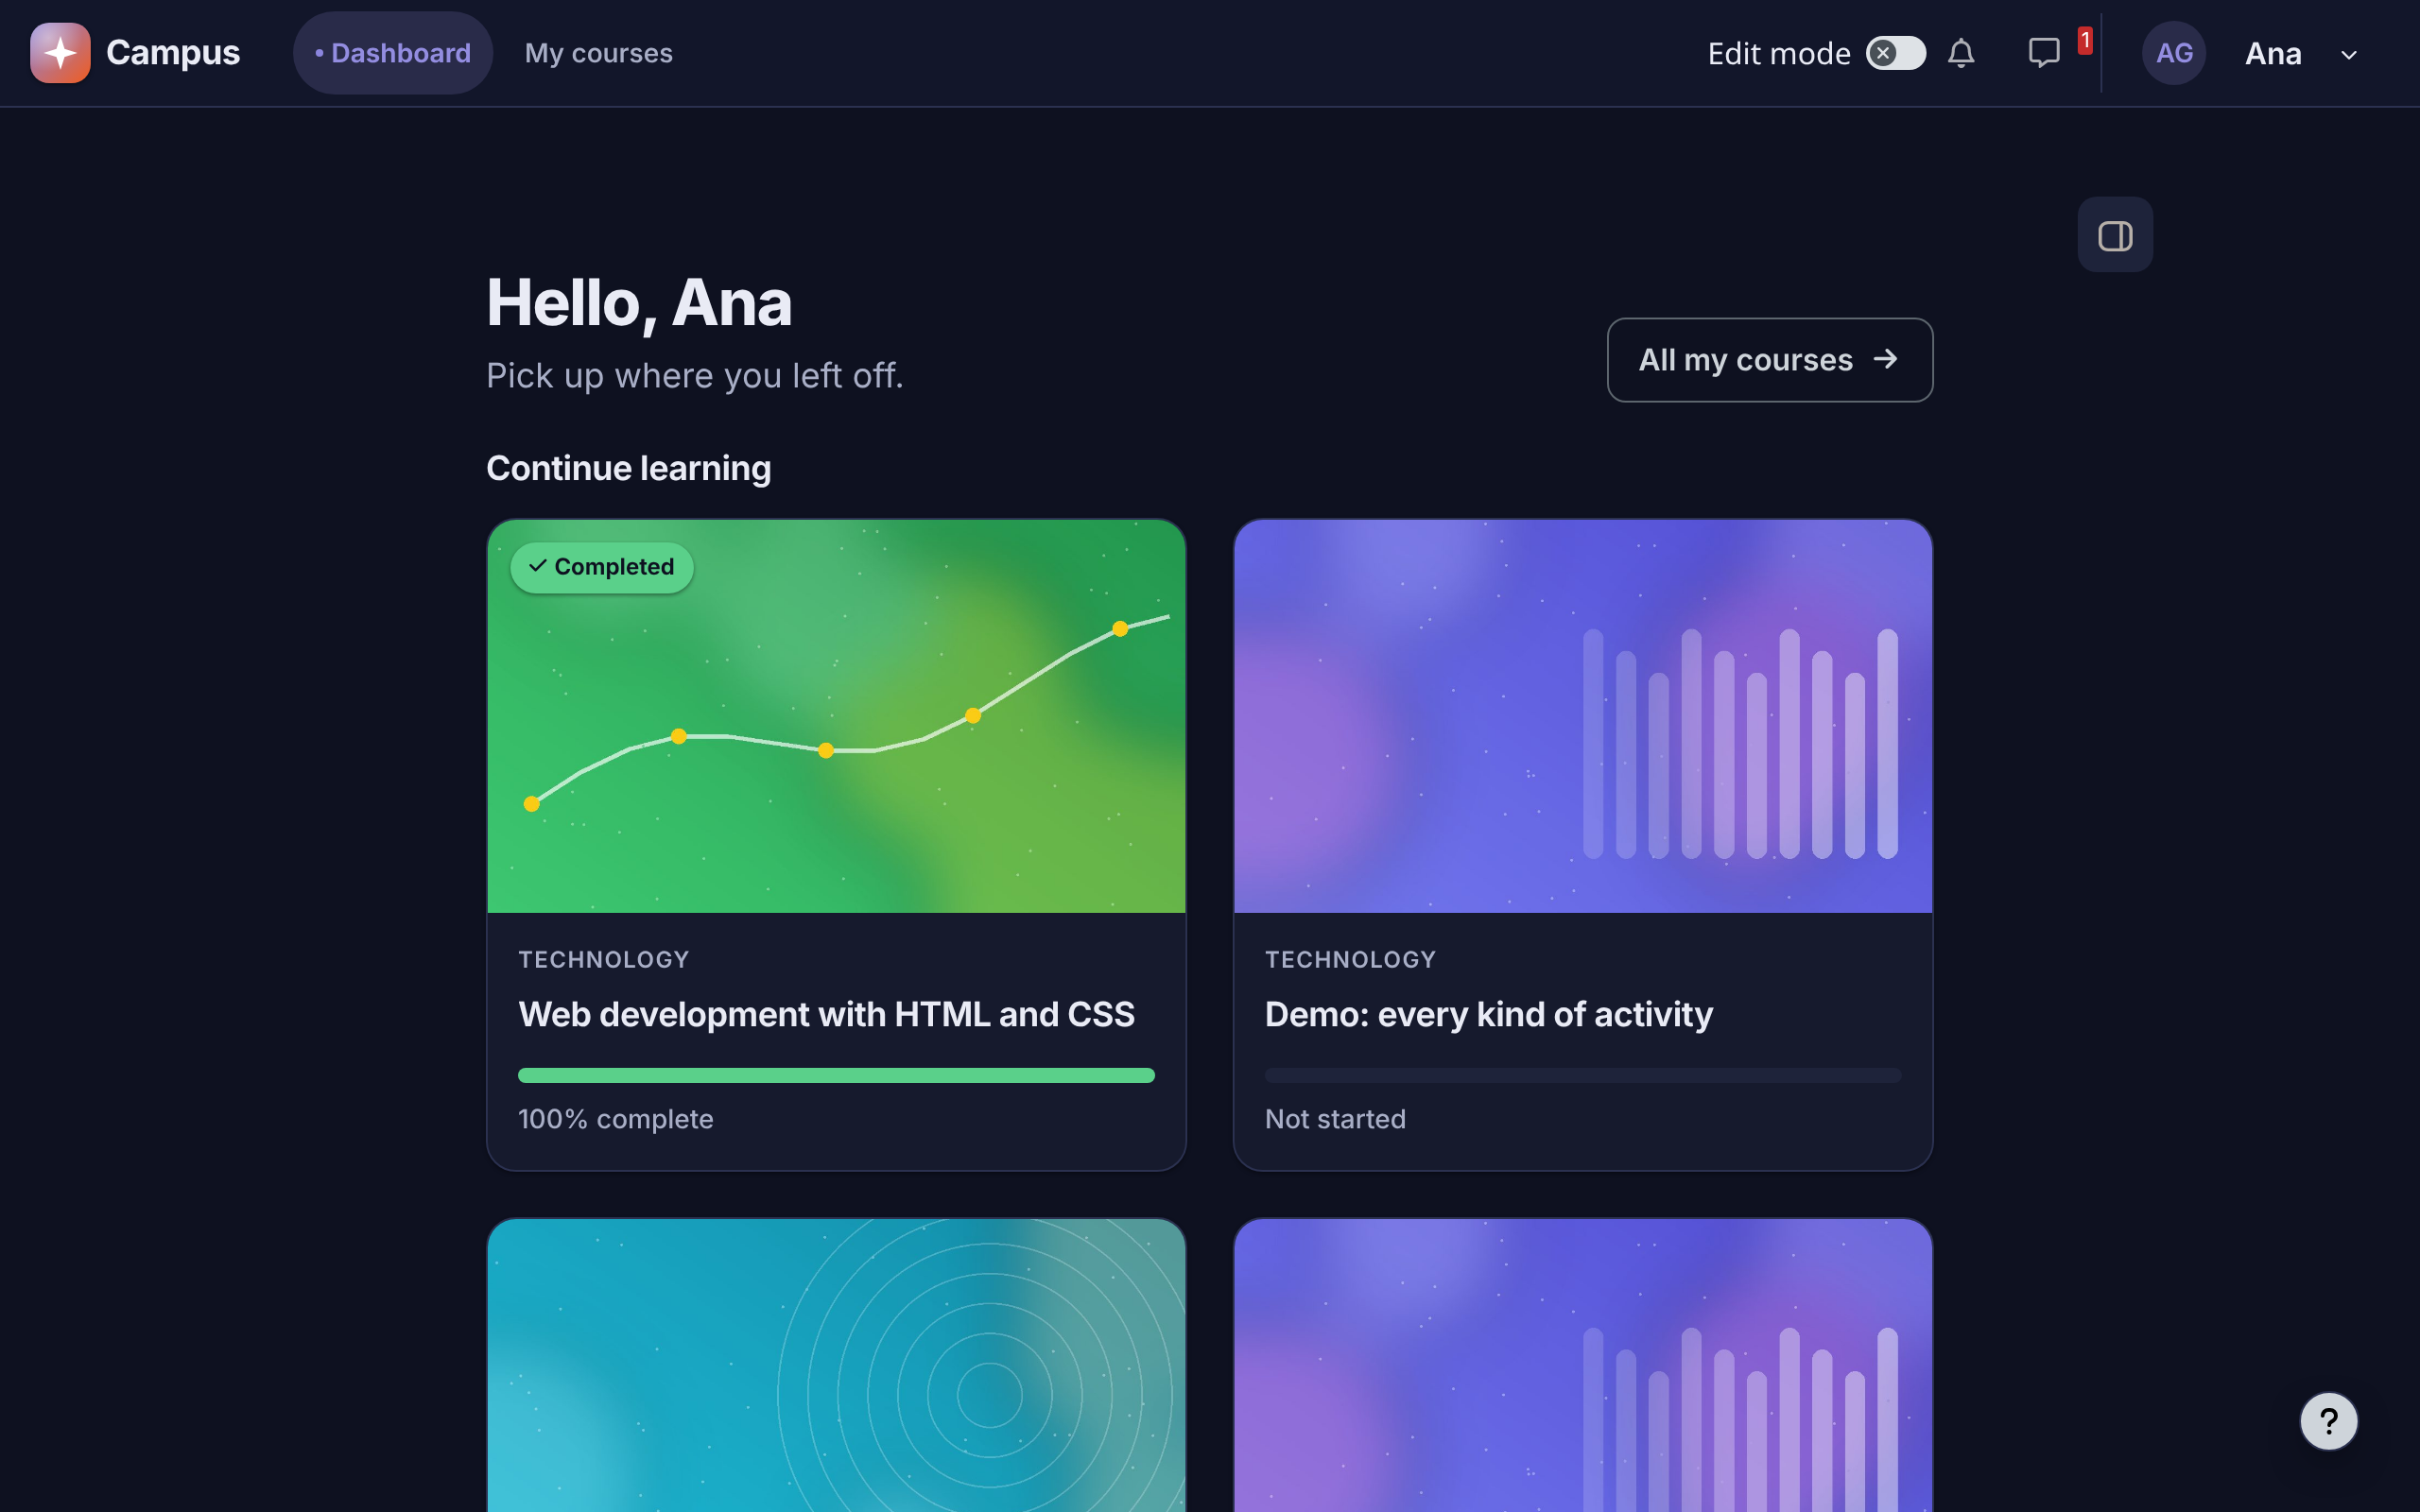 Campus
Dashboard
My courses
Edit mode
1
AG
Ana
Hello, Ana
Pick up where you left off.
All my courses
Continue learning
Completed
TECHNOLOGY
Web development with HTML and CSS
100% complete
TECHNOLOGY
Demo: every kind of activity
Not started
?